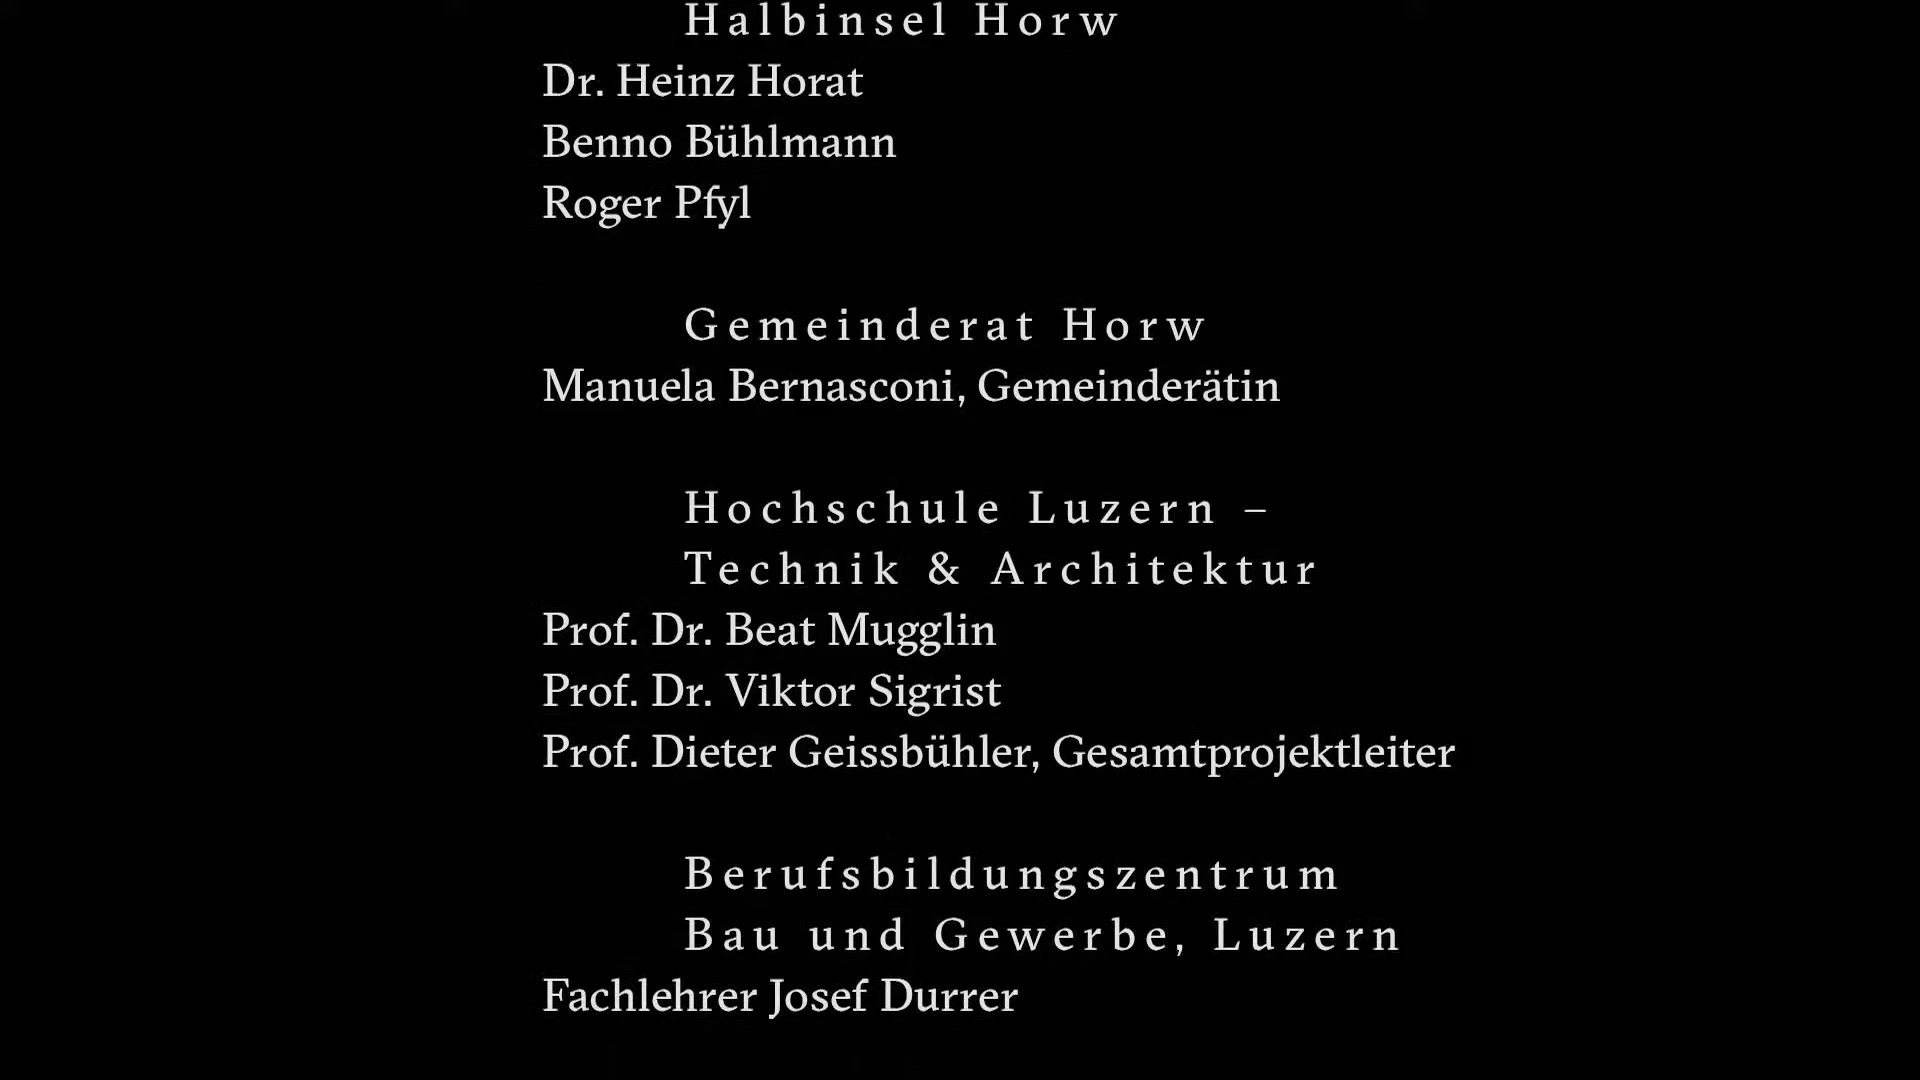 Halbinsel Horw
Dr. Heinz Horat
Benno Bühlmann
Roger Pfyl
Gemeinderat Horw
Manuela Bernasconi, Gemeinderätin
Hochschule Luzern –
Technik & Architektur
Prof. Dr. Beat Mugglin
Prof. Dr. Viktor Sigrist
Prof. Dieter Geissbühler, Gesamtprojektleiter
Berufsbildungszentrum
Bau und Gewerbe, Luzern
Fachlehrer Josef Durrer